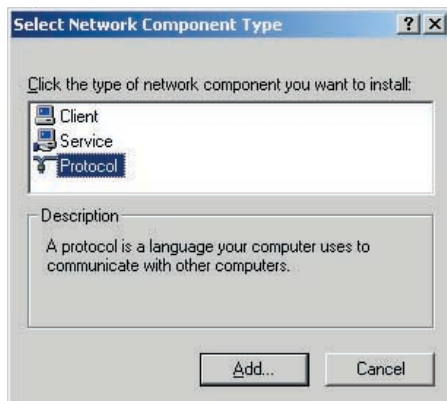 Select Network Component Type
Click the type of network component you want to install:
Client
Service
Protocol
Description
A protocol is a language your computer uses to
communicate with other computers.
Add...
Cancel